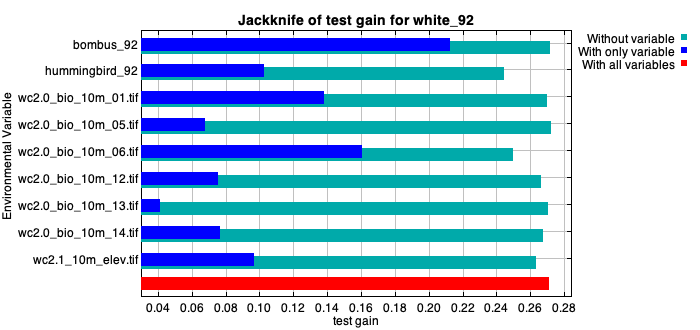 Jackknife of test gain for white_92
Without variable
With only variable
With all variables
Environmental Variable
bombus_92
hummingbird_92
wc2.0_bio_10m_01.tif
wc2.0_bio_10m_05.tif
wc2.0_bio_10m_06.tif
wc2.0_bio_10m_12.tif
wc2.0_bio_10m_13.tif
wc2.0_bio_10m_14.tif
wc2.1_10m_elev.tif
0.04 0.06 0.08 0.10 0.12 0.14 0.16 0.18 0.20 0.22 0.24 0.26 0.28
test gain